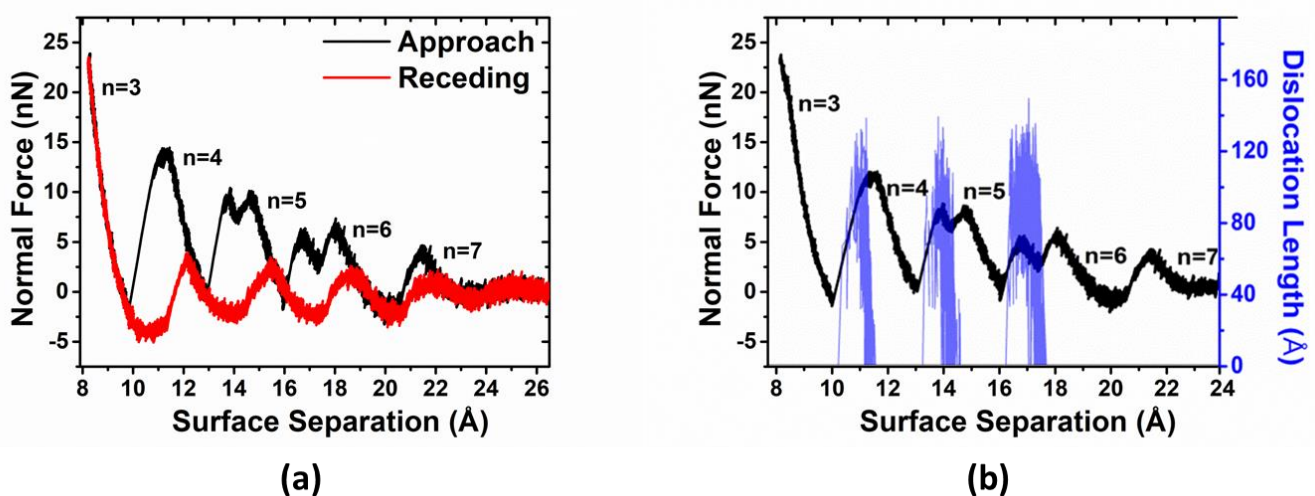 Approach
Receding
n=3
n=4
n=5
n=6
n=7
25
20
15
10
5
0
-5
Normal Force (nN)
8 10 12 14 16 18 20 22 24 26
Surface Separation (Å)
(a)
n=3
n=4
n=5
n=6
n=7
25
20
15
10
5
0
-5
Normal Force (nN)
160
120
80
40
0
Dislocation Length (Å)
8 10 12 14 16 18 20 22 24
Surface Separation (Å)
(b)